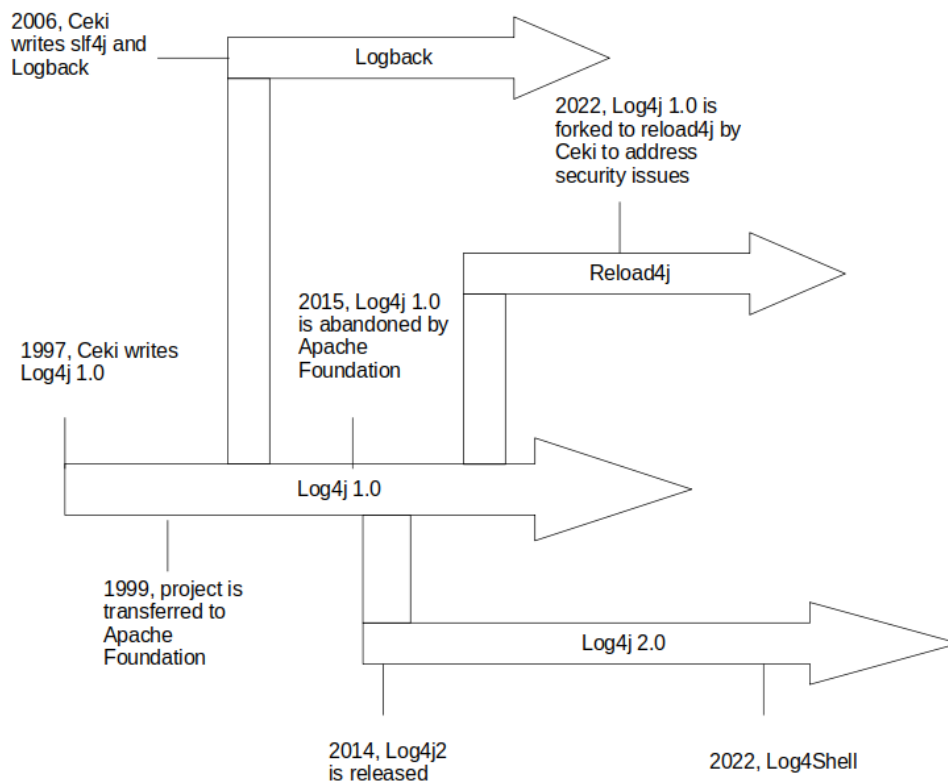 2006, Ceki
writes slf4j and
Logback
Logback
2022, Log4j 1.0 is
forked to reload4j by
Ceki to address
security issues
Reload4j
2015, Log4j 1.0
is abandoned by
Apache
Foundation
1997, Ceki writes
Log4j 1.0
Log4j 1.0
1999, project is
transferred to
Apache
Foundation
Log4j 2.0
2014, Log4j2
is released
2022, Log4Shell